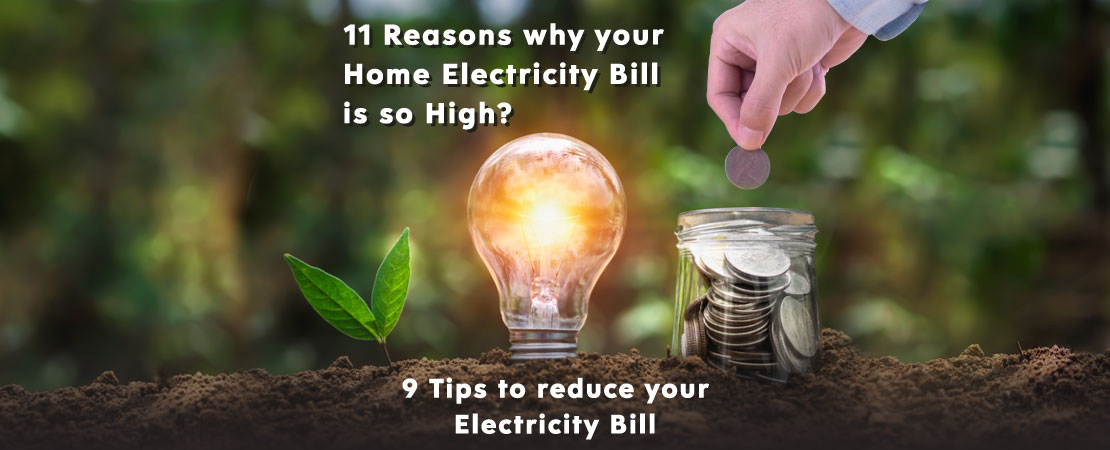 11 Reasons why your
Home Electricity Bill
is so High?
9 Tips to reduce your
Electricity Bill